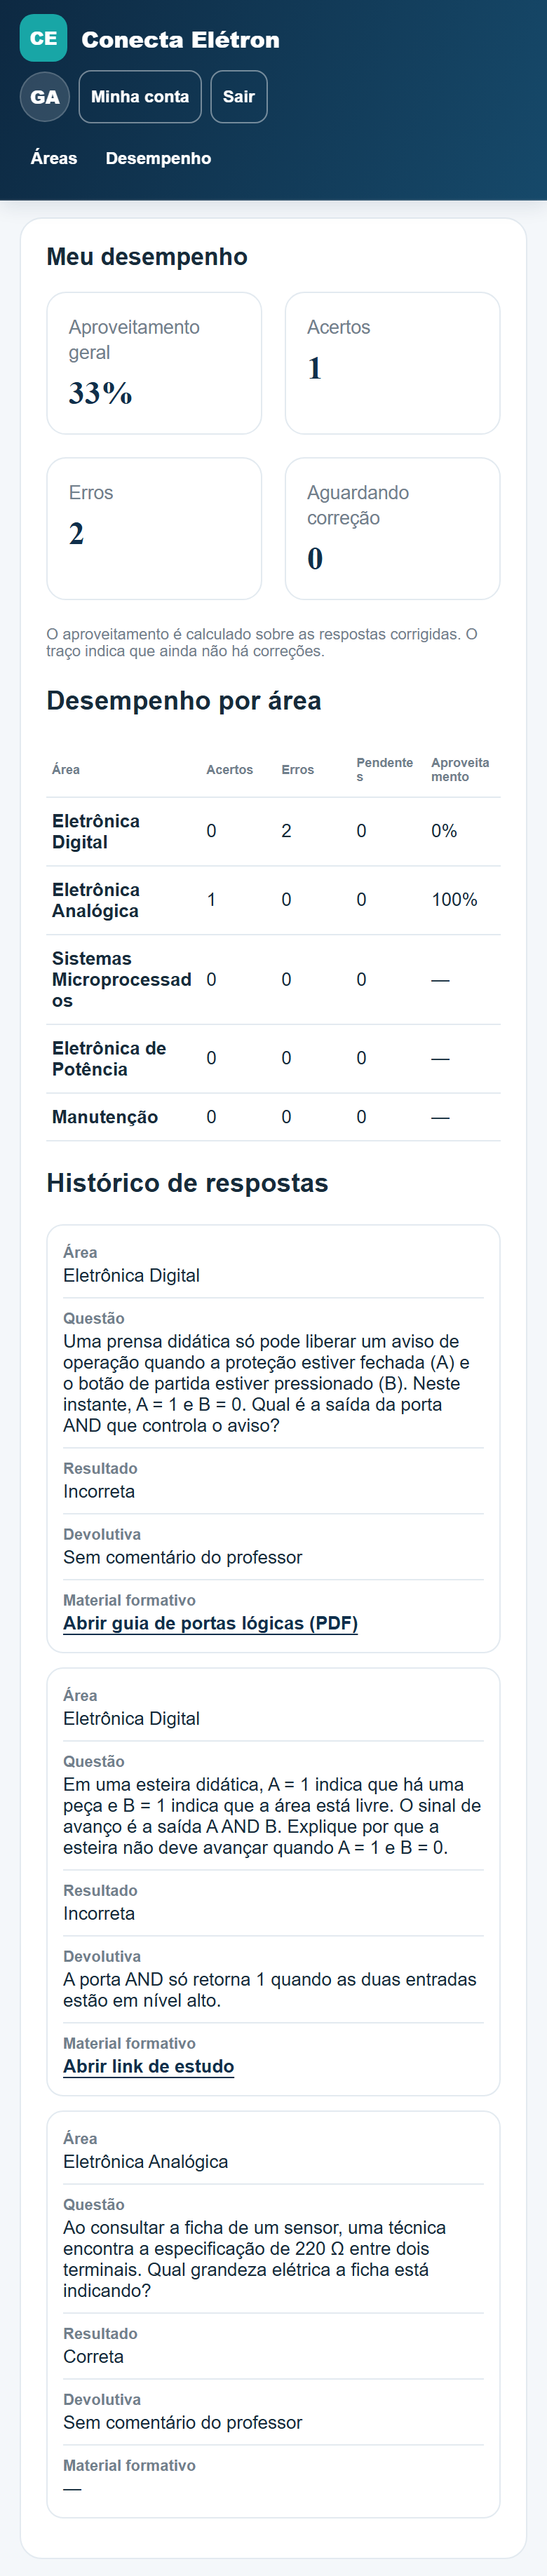 CE
Conecta Elétron
GA
Minha conta
Sair
Áreas
Desempenho
Meu desempenho
Aproveitamento
geral
33%
Acertos
1
Erros
2
Aguardando
correção
0
O aproveitamento é calculado sobre as respostas corrigidas. O
traço indica que ainda não há correções.
Desempenho por área
Área Acertos Erros Pendente
s Aproveita
mento
Eletrônica
Digital 0 2 0 0%
Eletrônica
Analógica 1 0 0 100%
Sistemas
Microprocessad
os 0 0 0 —
Eletrônica de
Potência 0 0 0 —
Manutenção 0 0 0 —
Histórico de respostas
Área
Eletrônica Digital
Questão
Uma prensa didática só pode liberar um aviso de
operação quando a proteção estiver fechada (A) e
o botão de partida estiver pressionado (B). Neste
instante, A = 1 e B = 0. Qual é a saída da porta
AND que controla o aviso?
Resultado
Incorreta
Devolutiva
Sem comentário do professor
Material formativo
Abrir guia de portas lógicas (PDF)
Área
Eletrônica Digital
Questão
Em uma esteira didática, A = 1 indica que há uma
peça e B = 1 indica que a área está livre. O sinal de
avanço é a saída A AND B. Explique por que a
esteira não deve avançar quando A = 1 e B = 0.
Resultado
Incorreta
Devolutiva
A porta AND só retorna 1 quando as duas entradas
estão em nível alto.
Material formativo
Abrir link de estudo
Área
Eletrônica Analógica
Questão
Ao consultar a ficha de um sensor, uma técnica
encontra a especificação de 220 Ω entre dois
terminais. Qual grandeza elétrica a ficha está
indicando?
Resultado
Correta
Devolutiva
Sem comentário do professor
Material formativo
—